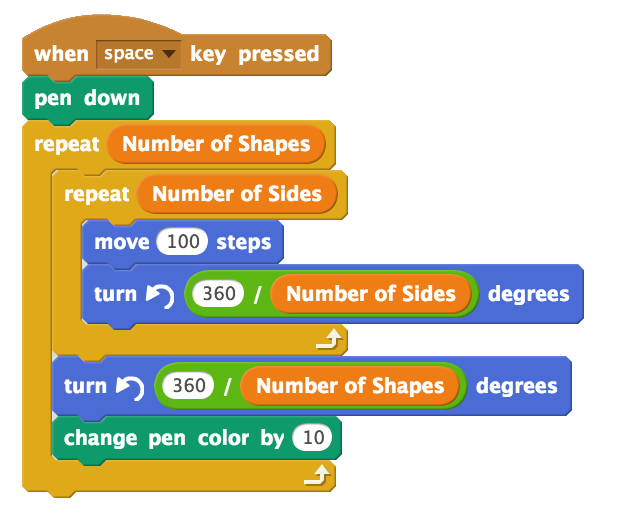 when space key pressed
pen down
repeat Number of Shapes
repeat Number of Sides
move 100 steps
turn 360 / Number of Sides degrees
turn 360 / Number of Shapes degrees
change pen color by 10